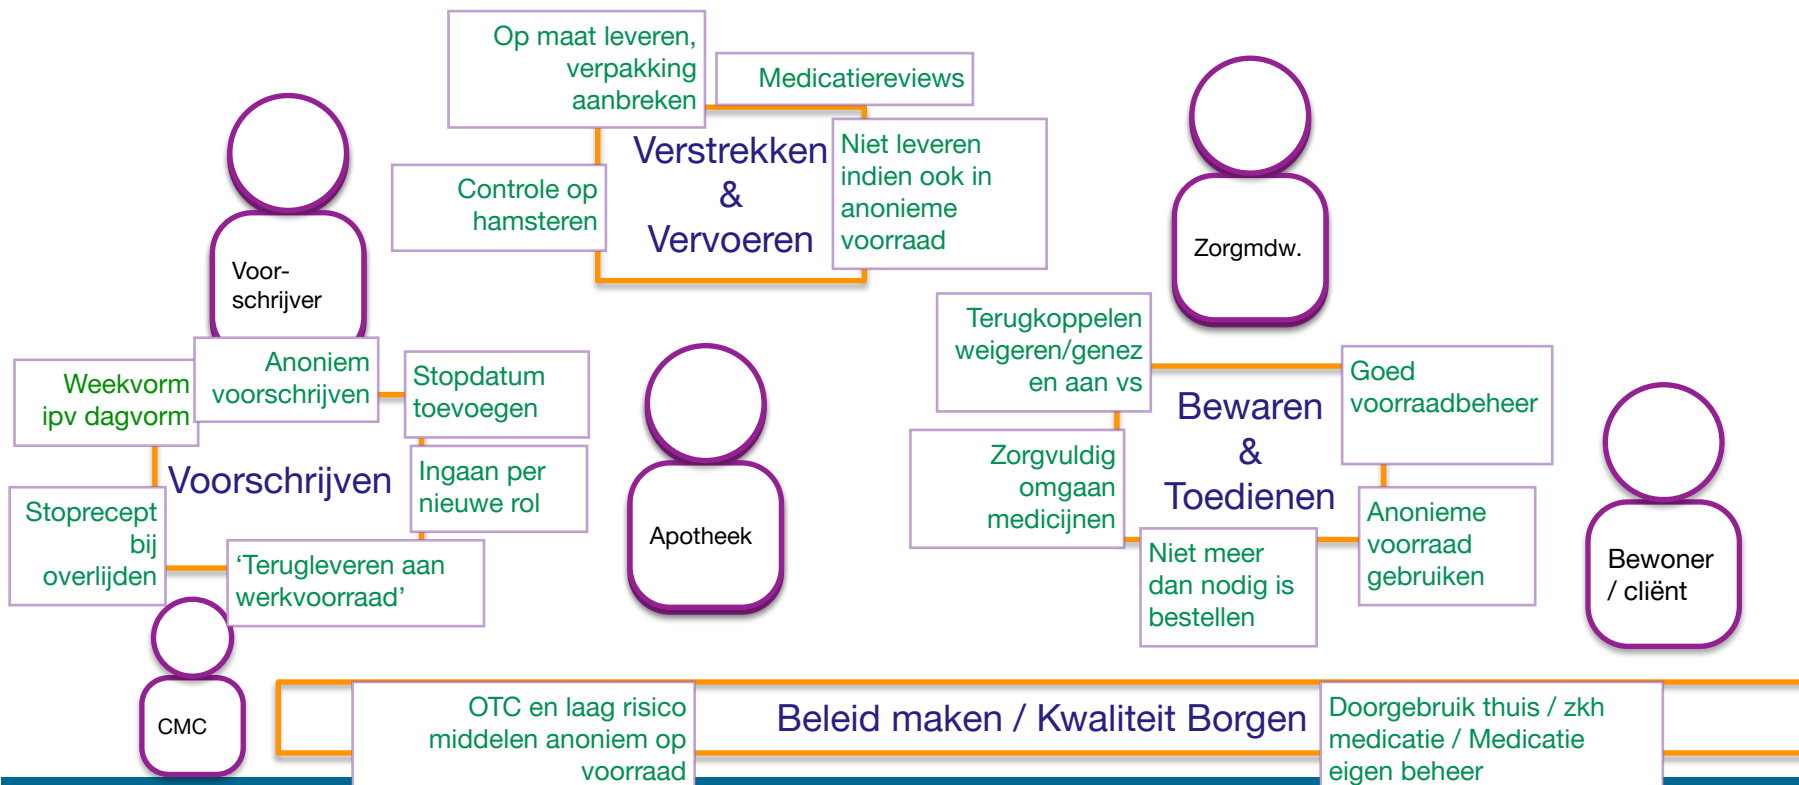 Op maat leveren,
verpakking
aanbreken
Medicatiereviews
Verstrekken
&
Vervoeren
Niet leveren
indien ook in
anonieme
voorraad
Controle op
hamsteren
Voor-
schrijver
Zorgmdw.
Weekvorm
ipv dagvorm
Anoniem
voorschrijven
Stopdatum
toevoegen
Voorschrijven
Ingaan per
nieuwe rol
Stoprecept
bij
overlijden
‘Terugleveren aan
werkvoorraad’
Apotheek
Terugkoppelen
weigeren/genez
en aan vs
Goed
voorraadbeheer
Bewaren
&
Toedienen
Zorgvuldig
omgaan
medicijnen
Niet meer
dan nodig is
bestellen
Anonieme
voorraad
gebruiken
Bewoner
/ cliënt
CMC
OTC en laag risico
middelen anoniem op
voorraad
Beleid maken / Kwaliteit Borgen
Doorgebruik thuis / zkh
medicatie / Medicatie
eigen beheer